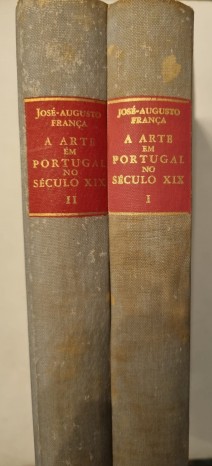 JOSÉ-AUGUSTO
FRANÇA
A ARTE
EM
PORTUGAL
NO
SÉCULO XIX
II
JOSÉ-AUGUSTO
FRANÇA
A ARTE
EM
PORTUGAL
NO
SÉCULO XIX
I